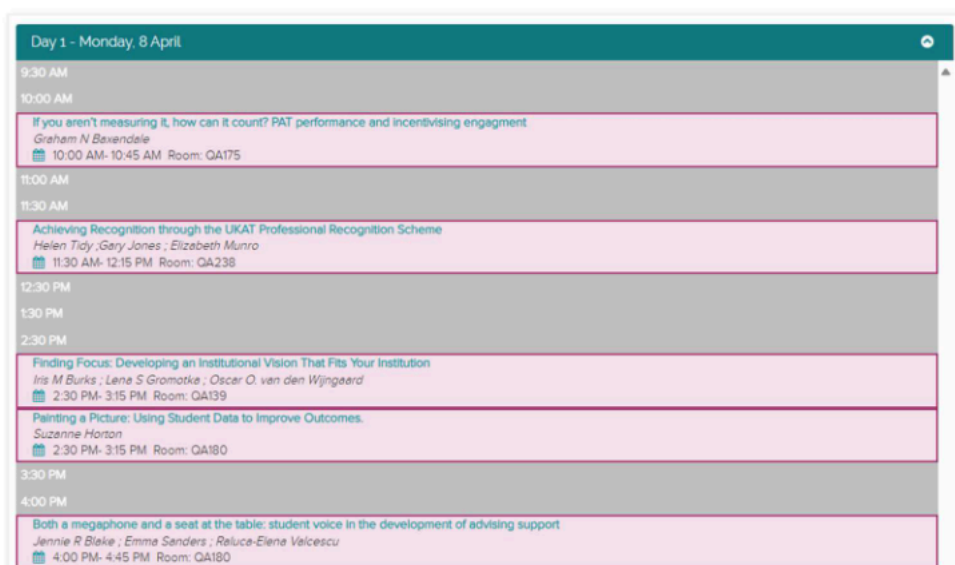 Day 1 - Monday, 8 April
9:30 AM
10:00 AM
If you aren't measuring it, how can it count? PAT performance and incentivising engagment
Graham N Baxendale
10:00 AM- 10:45 AM Room: QA175
11:00 AM
11:30 AM
Achieving Recognition through the UKAT Professional Recognition Scheme
Helen Tidy ;Gary Jones ; Elizabeth Munro
11:30 AM- 12:15 PM Room: QA238
12:30 PM
1:30 PM
2:30 PM
Finding Focus: Developing an Institutional Vision That Fits Your Institution
Iris M Burks ; Lena S Gromotka ; Oscar O. van den Wijngaard
2:30 PM- 3:15 PM Room: QA139
Painting a Picture: Using Student Data to Improve Outcomes.
Suzanne Horton
2:30 PM- 3:15 PM Room: QA180
3:30 PM
4:00 PM
Both a megaphone and a seat at the table: student voice in the development of advising support
Jennie R Blake ; Emma Sanders ; Raluca-Elena Valcescu
4:00 PM- 4:45 PM Room: QA180